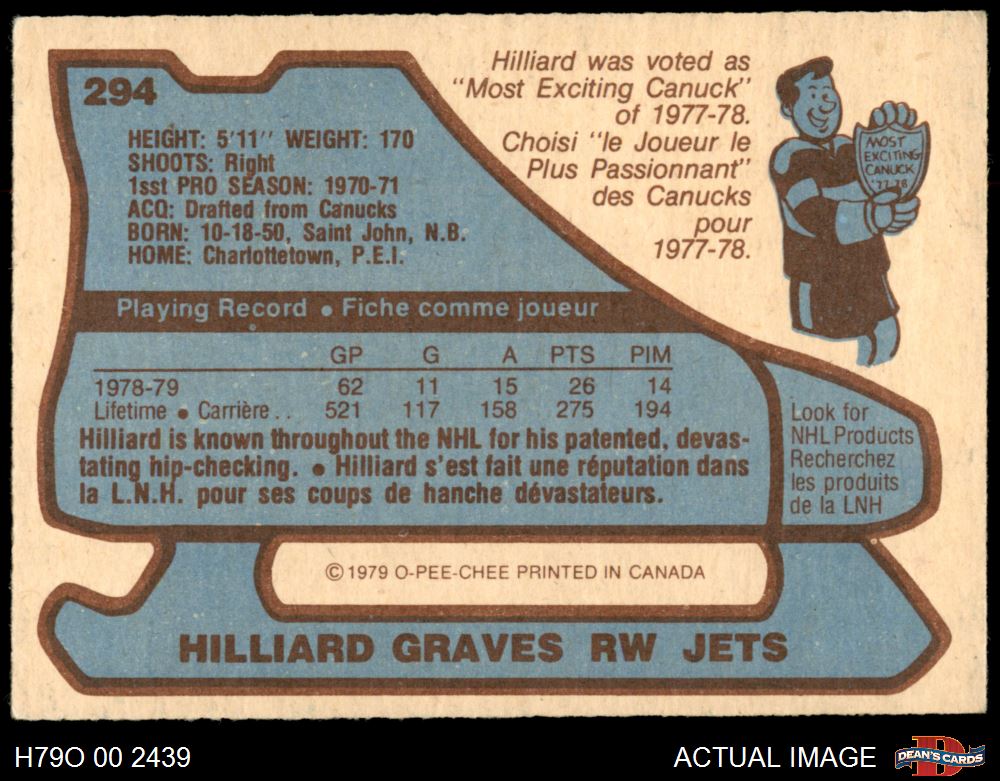 294
HEIGHT: 5'11'' WEIGHT: 170
SHOOTS: Right
1sst PRO SEASON: 1970-71
ACQ: Drafted from Canucks
BORN: 10-18-50, Saint John, N.B.
HOME: Charlottetown, P.E.I.
Hilliard was voted as
"Most Exciting Canuck"
of 1977-78.
Choisi "le Joueur le
Plus Passionnant"
des Canucks
pour
1977-78.
MOST
EXCITING
CANUCK
'77-78
Playing Record • Fiche comme joueur
GP G A PTS PIM
1978-79 62 11 15 26 14
Lifetime • Carrière . . 521 117 158 275 194
Hilliard is known throughout the NHL for his patented, devas-
tating hip-checking. • Hilliard s'est fait une réputation dans
la L.N.H. pour ses coups de hanche dévastateurs.
Look for
NHL Products
Recherchez
les produits
de la LNH
© 1979 O-PEE-CHEE PRINTED IN CANADA
HILLIARD GRAVES RW JETS
H79O 00 2439
ACTUAL IMAGE
D
DEAN'S CARDS